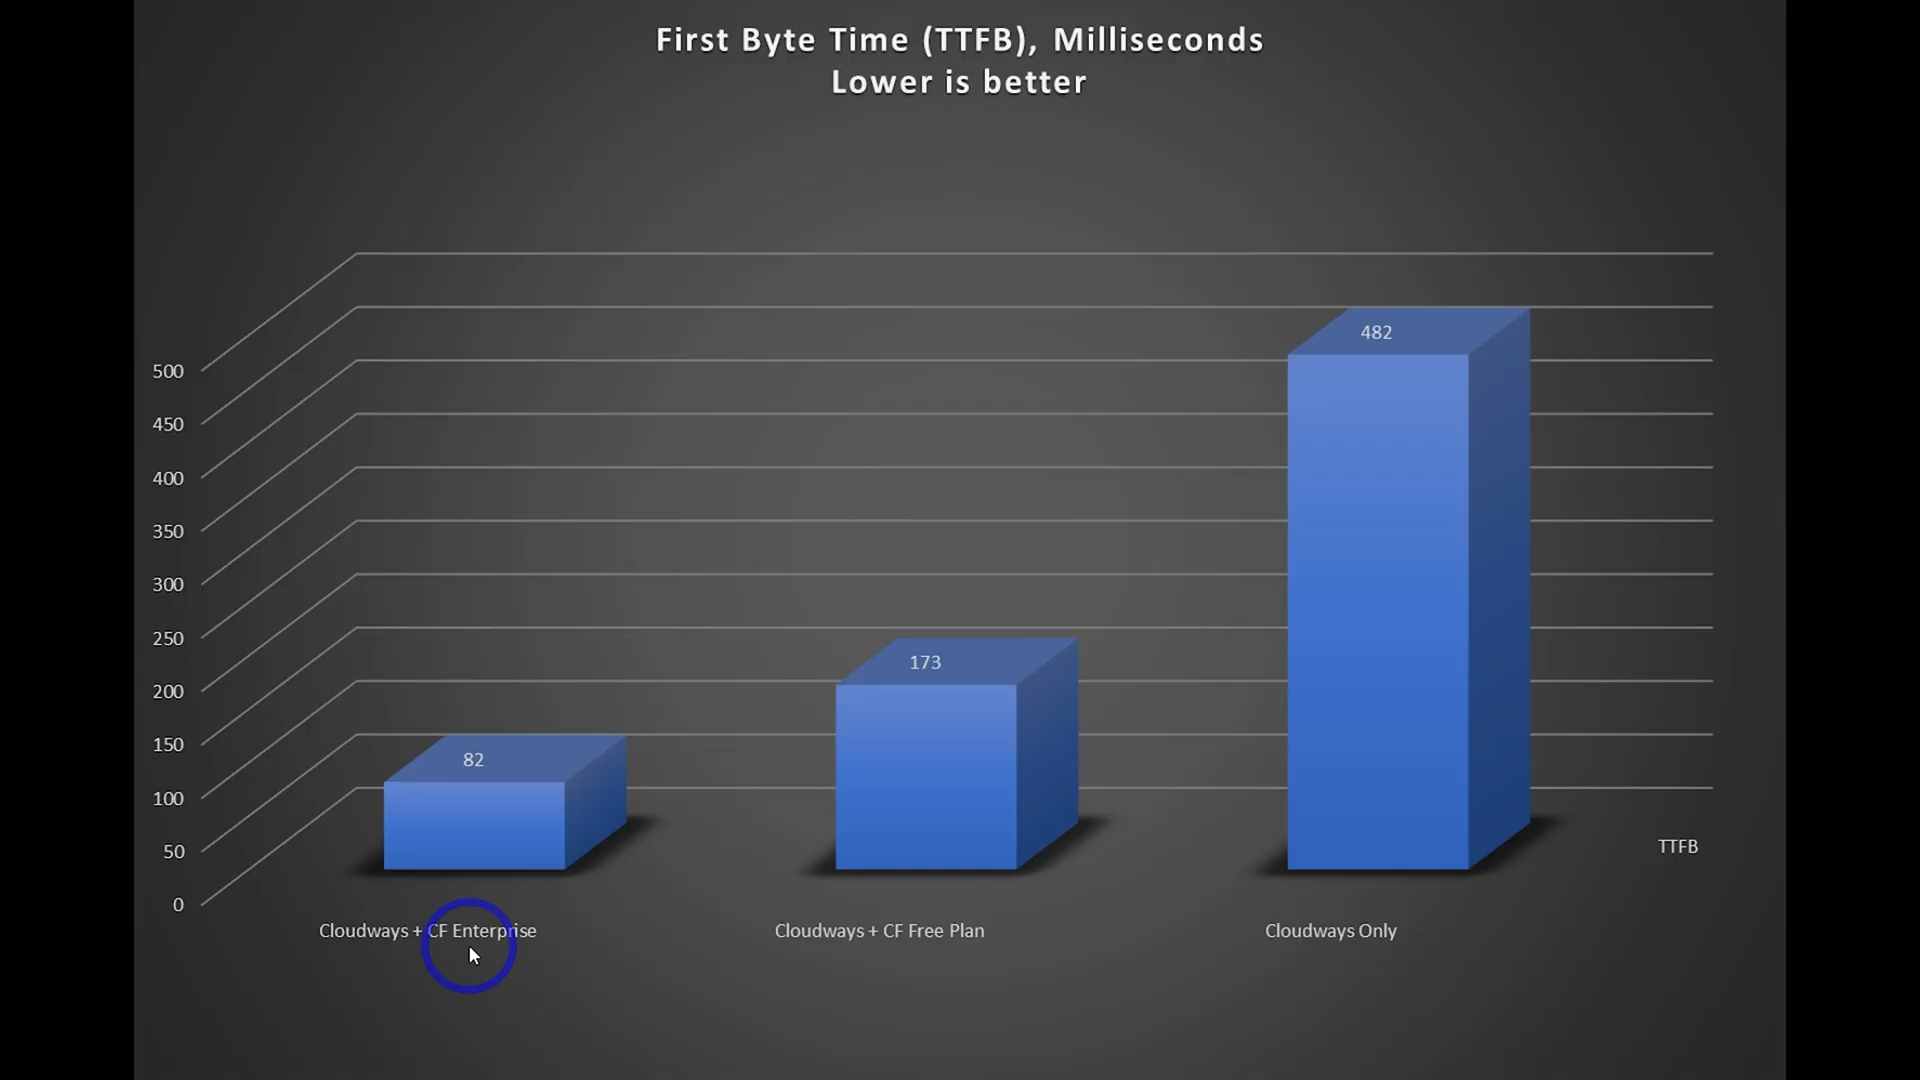 First Byte Time (TTFB), Milliseconds
Lower is better
500
450
400
350
300
250
200
150
100
50
0
482
173
82
TTFB
Cloudways + CF Enterprise
Cloudways + CF Free Plan
Cloudways Only